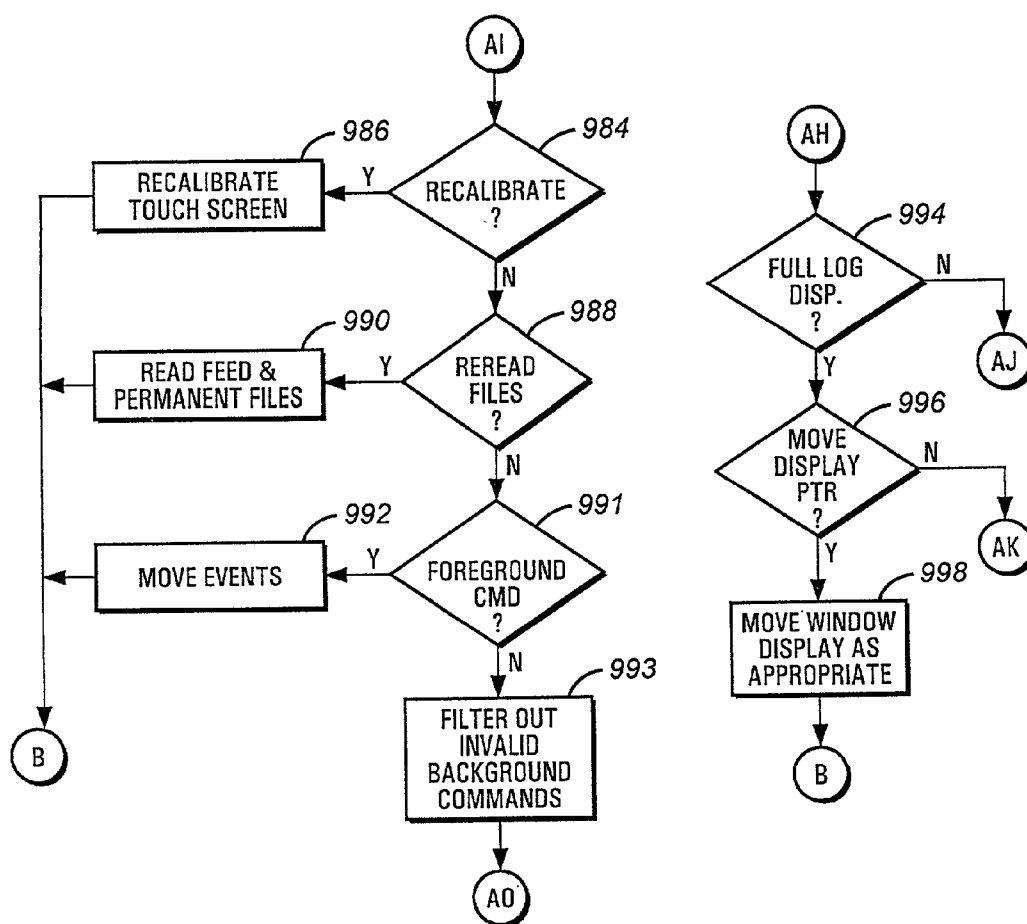 AI
984
RECALIBRATE
?
Y
N
986
RECALIBRATE
TOUCH SCREEN
988
REREAD
FILES
?
Y
N
990
READ FEED &
PERMANENT FILES
991
FOREGROUND
CMD
?
Y
N
992
MOVE EVENTS
993
FILTER OUT
INVALID
BACKGROUND
COMMANDS
B
AO
AH
994
FULL LOG
DISP.
?
N
Y
AJ
996
MOVE
DISPLAY
PTR
?
N
Y
AK
998
MOVE WINDOW
DISPLAY AS
APPROPRIATE
B